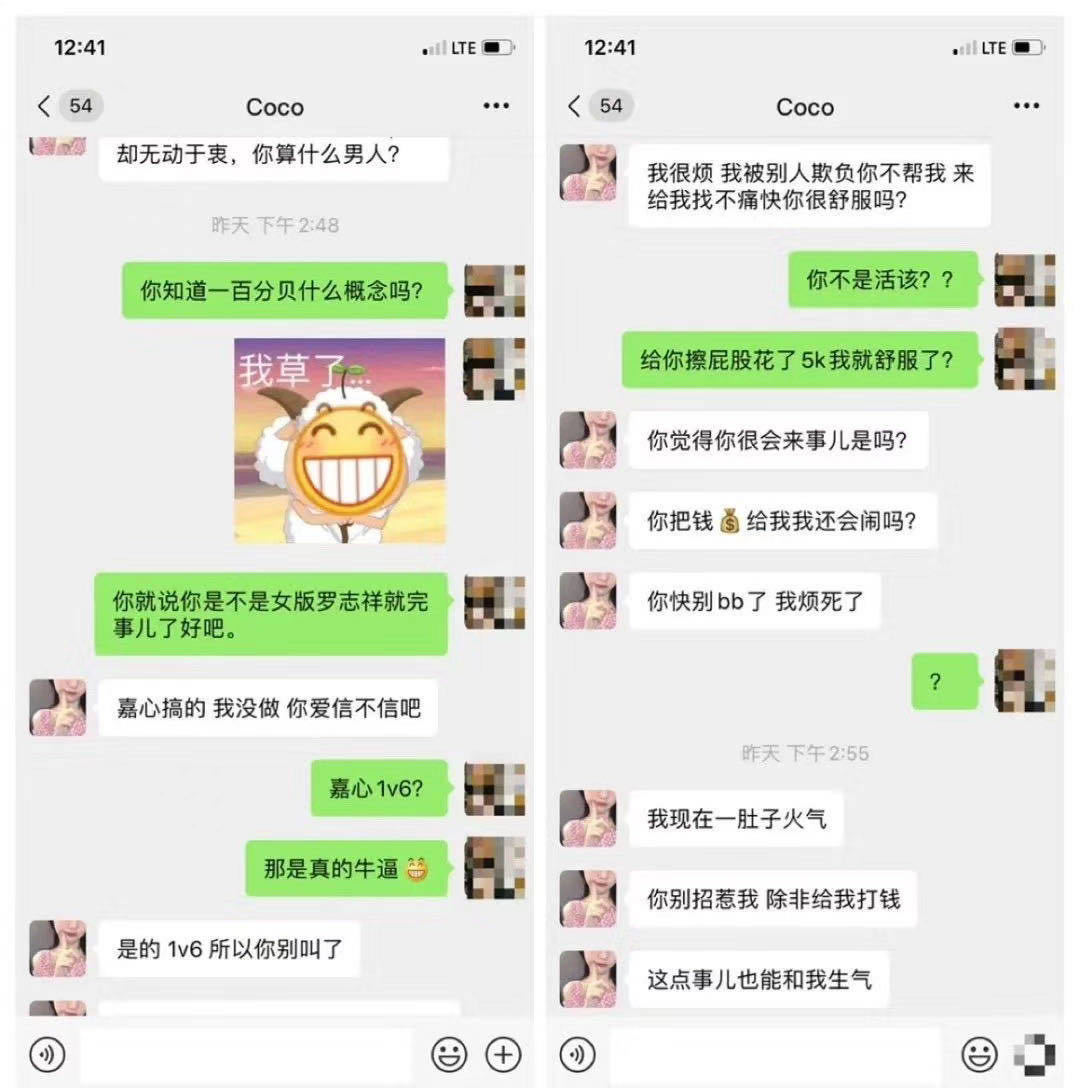 12:41
LTE
54
Coco
却无动于衷，你算什么男人?
昨天 下午2:48
你知道一百分贝什么概念吗?
我草了...
你就说你是不是女版罗志祥就完
事儿了好吧。
嘉心搞的 我没做 你爱信不信吧
嘉心1v6?
那是真的牛逼😁
是的 1v6 所以你别叫了
12:41
LTE
54
Coco
我很烦 我被别人欺负你不帮我 来
给我找不痛快你很舒服吗?
你不是活该？？
给你擦屁股花了5k我就舒服了?
你觉得你很会来事儿是吗?
你把钱💰给我我还会闹吗?
你快别bb了 我烦死了
?
昨天 下午2:55
我现在一肚子火气
你别招惹我 除非给我打钱
这点事儿也能和我生气